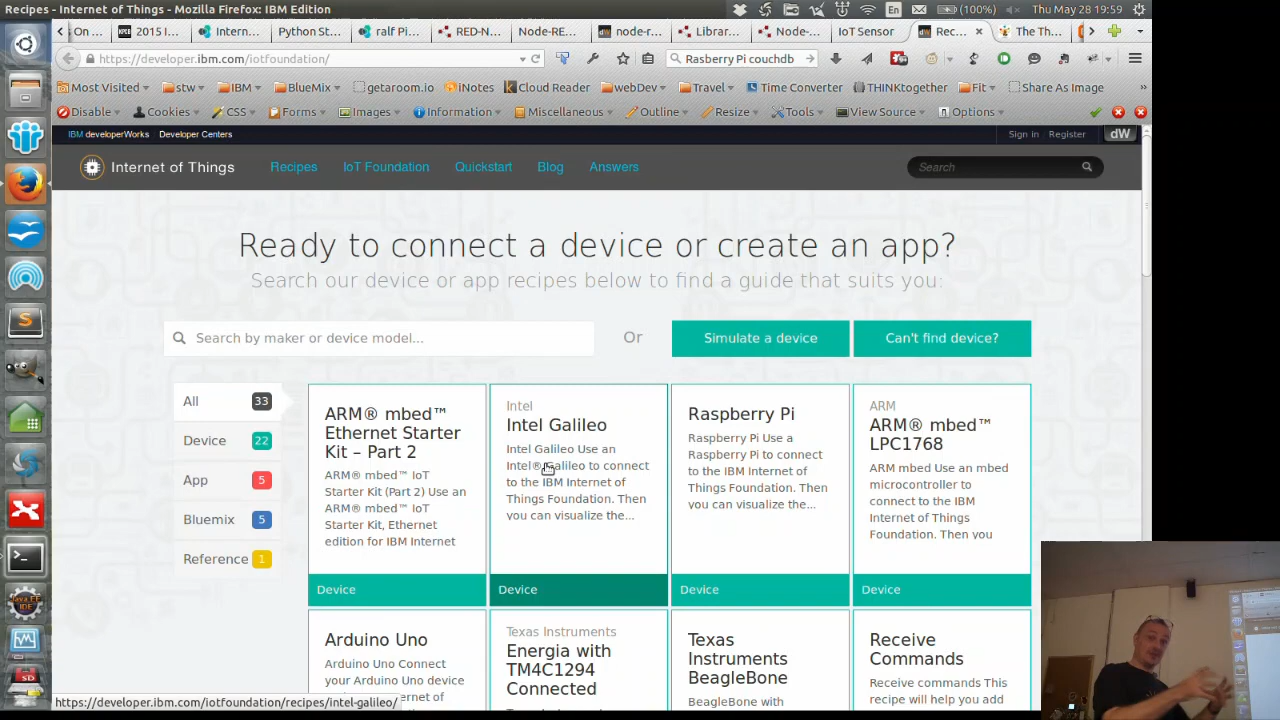 Recipes - Internet of Things - Mozilla Firefox: IBM Edition
En
(100%)
Thu May 28 19:59
On ...
2015 I...
Intern...
Python St...
ralf Pi...
RED-N...
Node-RE...
node-r...
Librar...
Node-...
IoT Sensor
Rec...
The Th...
https://developer.ibm.com/iotfoundation/
Rasberry Pi couchdb
Most Visited
stw
IBM
BlueMix
getaroom.io
iNotes
Cloud Reader
webDev
Travel
Time Converter
THINKtogether
Fit
Share As Image
Disable
Cookies
CSS
Forms
Images
Information
Miscellaneous
Outline
Resize
Tools
View Source
Options
IBM developerWorks
Developer Centers
Sign in
Register
dW
Internet of Things
Recipes
IoT Foundation
Quickstart
Blog
Answers
Search
Ready to connect a device or create an app?
Search our device or app recipes below to find a guide that suits you:
Search by maker or device model...
Or
Simulate a device
Can't find device?
All 33
Device 22
App 5
Bluemix 5
Reference 1
ARM® mbed™
Ethernet Starter
Kit – Part 2
ARM® mbed™ IoT
Starter Kit (Part 2) Use an
ARM® mbed™ IoT
Starter Kit, Ethernet
edition for IBM Internet
Device
Intel
Intel Galileo
Intel Galileo Use an
Intel® Galileo to connect
to the IBM Internet of
Things Foundation. Then
you can visualize the...
Device
Raspberry Pi
Raspberry Pi Use a
Raspberry Pi to connect
to the IBM Internet of
Things Foundation. Then
you can visualize the...
Device
ARM
ARM® mbed™
LPC1768
ARM mbed Use an mbed
microcontroller to
connect to the IBM
Internet of Things
Foundation. Then you
Device
Arduino Uno
Arduino Uno Connect
your Arduino Uno device
Texas Instruments
Energia with
TM4C1294
Connected
Texas
Instruments
BeagleBone
BeagleBone with
Receive
Commands
Receive commands This
recipe will help you add
https://developer.ibm.com/iotfoundation/recipes/intel-galileo/